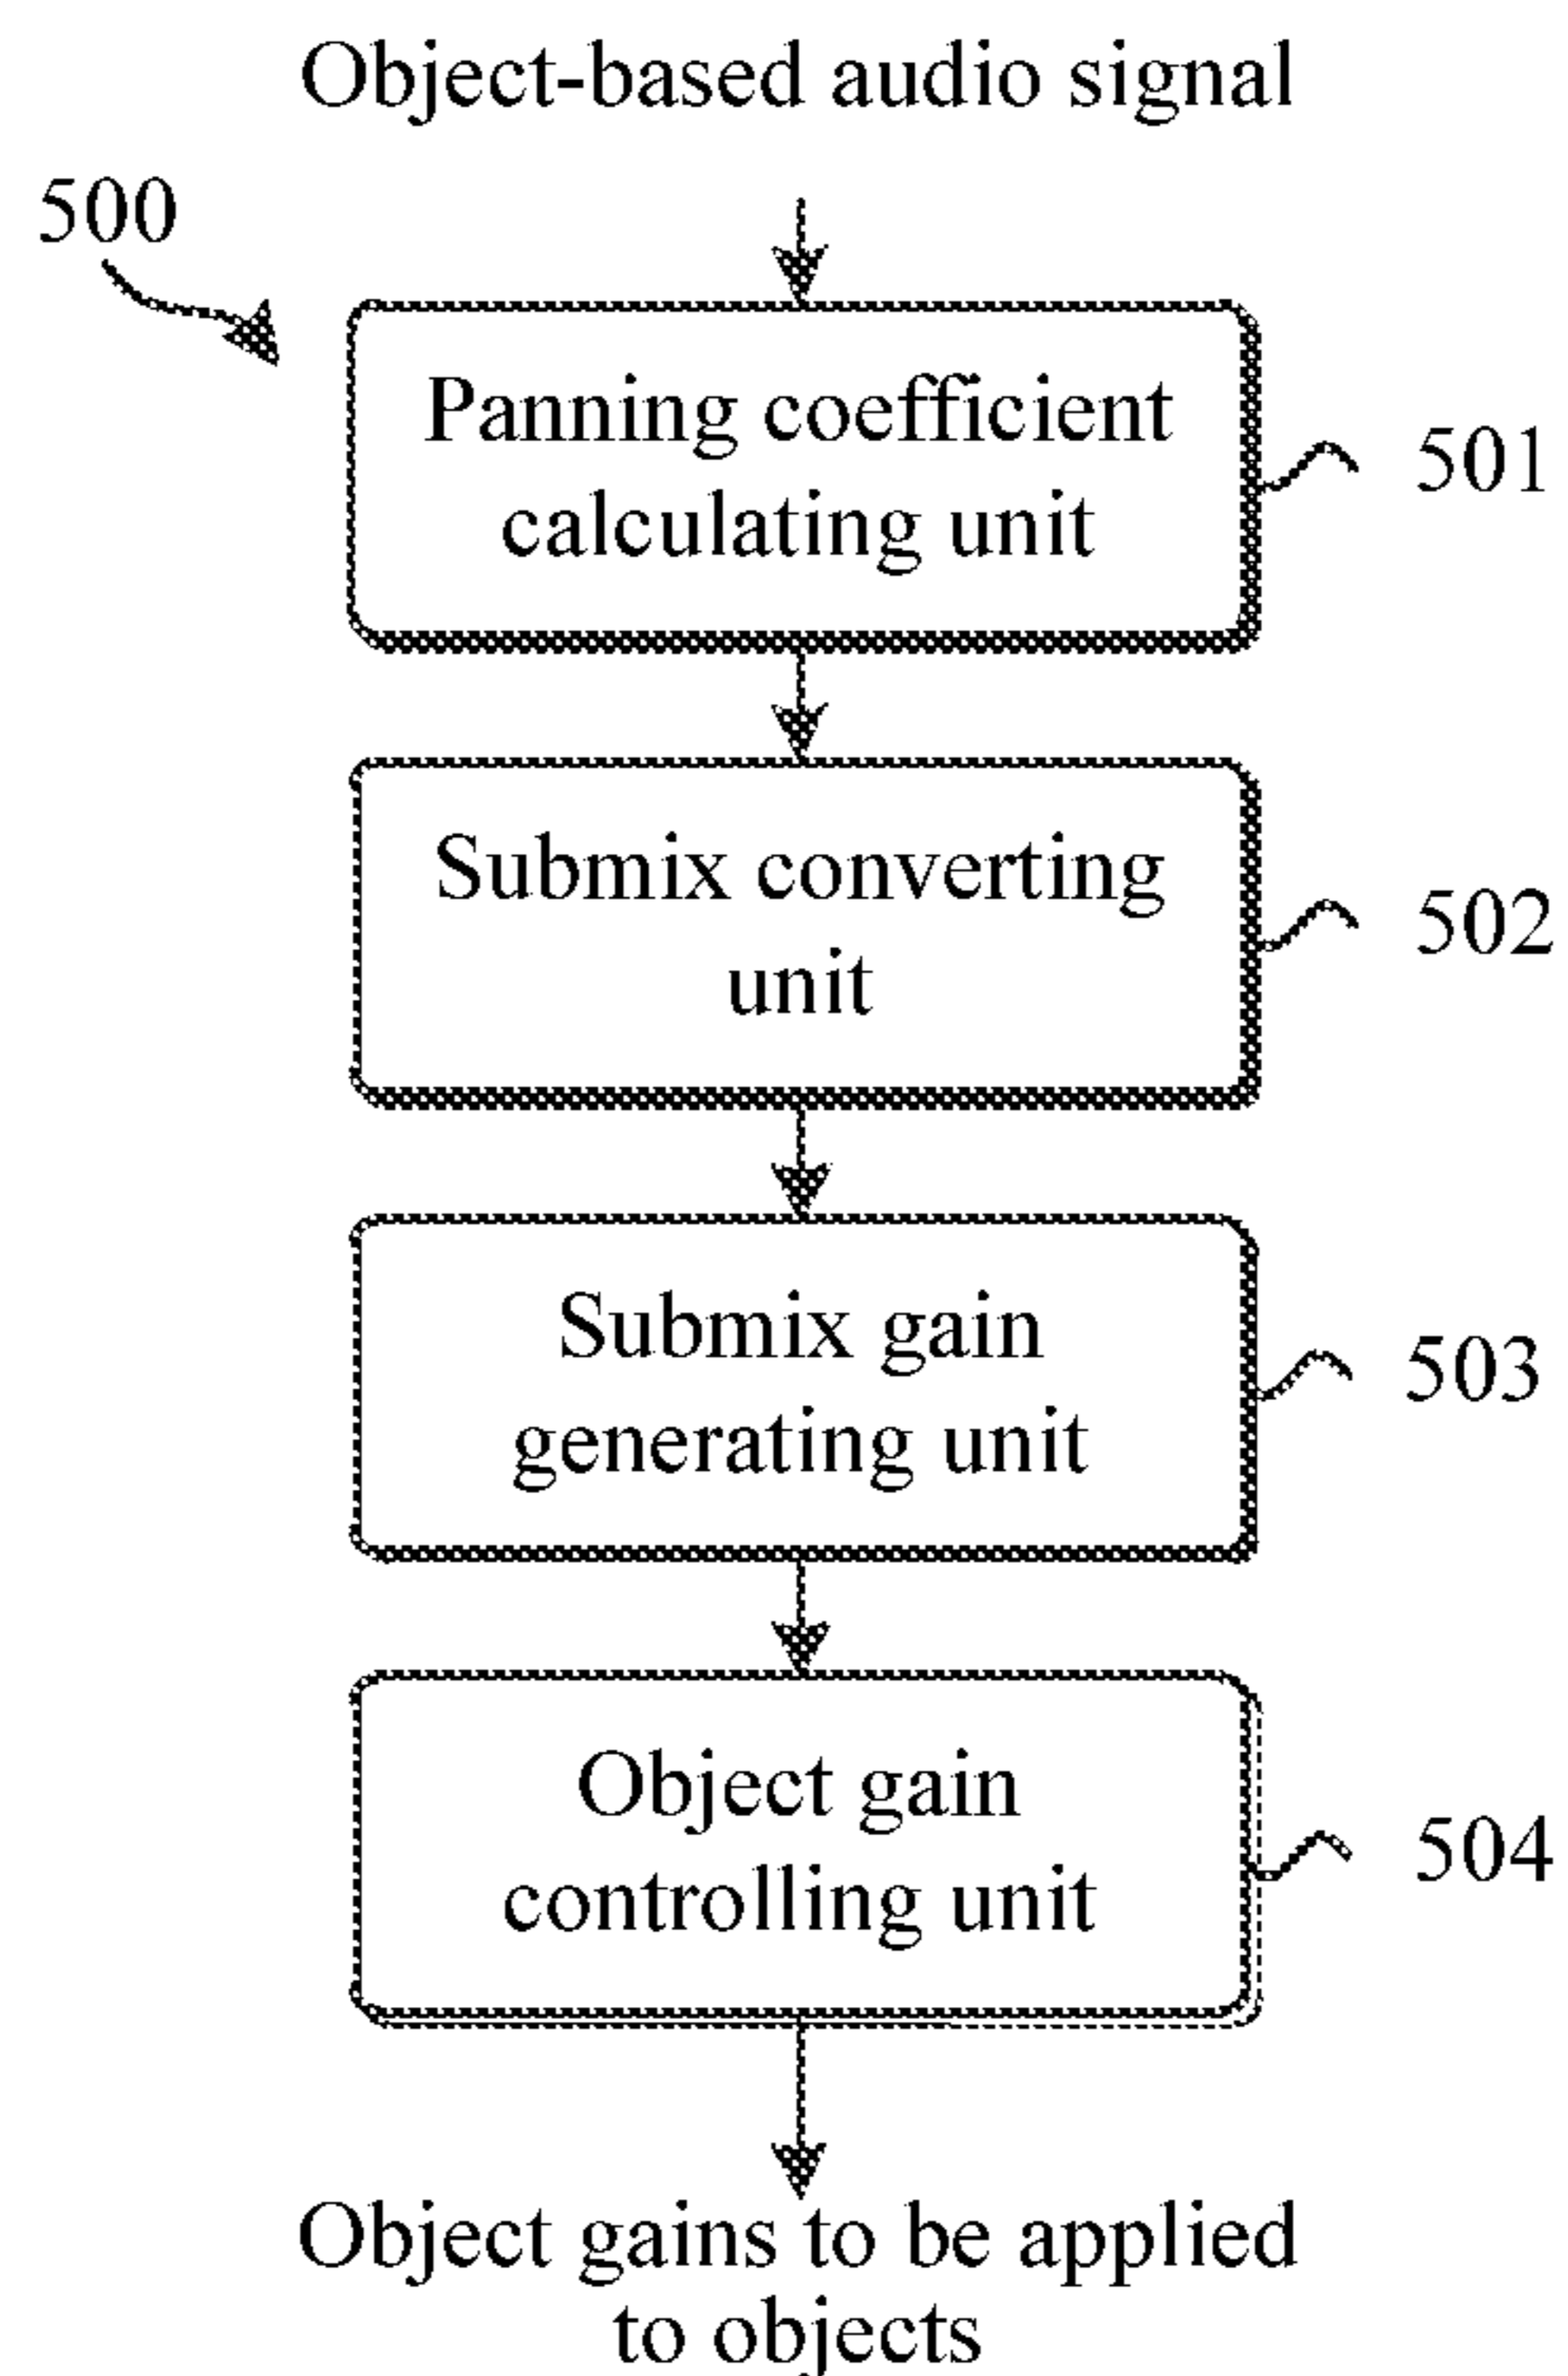 Object-based audio signal
500
Panning coefficient
calculating unit
501
Submix converting
unit
502
Submix gain
generating unit
503
Object gain
controlling unit
504
Object gains to be applied
to objects